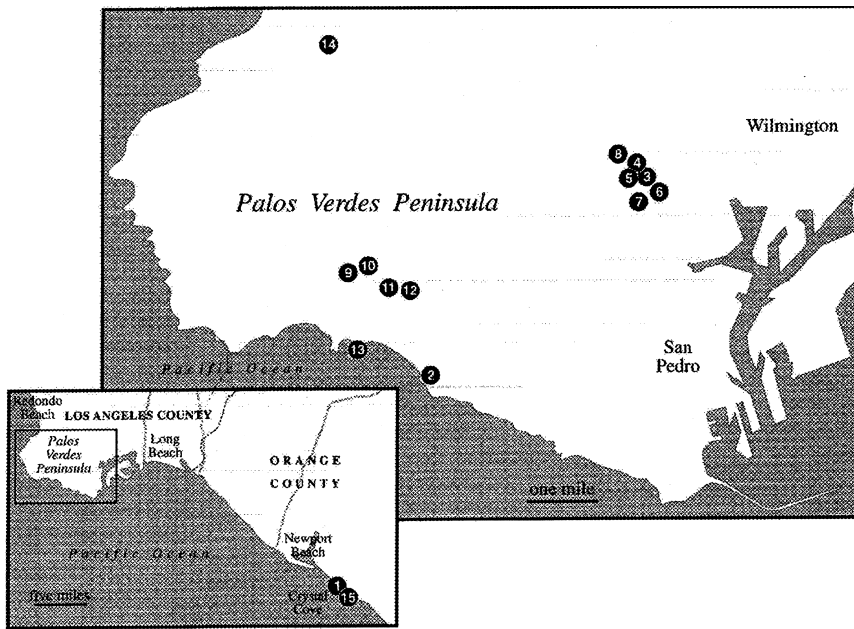 14
Wilmington
8
4
5
3
6
7
Palos Verdes Peninsula
9
10
11
12
13
2
San
Pedro
Pacific Ocean
one mile
Redondo
Beach
LOS ANGELES COUNTY
Palos
Verdes
Peninsula
Long
Beach
ORANGE
COUNTY
Newport
Beach
Pacific Ocean
five miles
1
15
Crystal
Cove